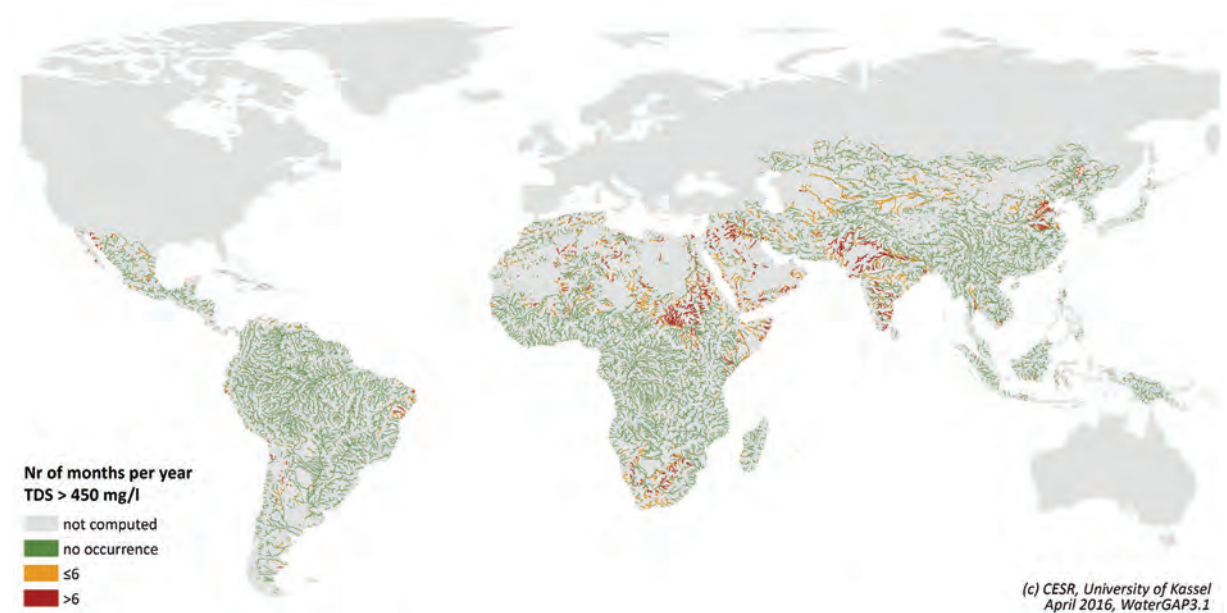 Nr of months per year
TDS > 450 mg/l
not computed
no occurrence
≤6
>6
(c) CESR, University of Kassel
April 2016, WaterGAP3.1